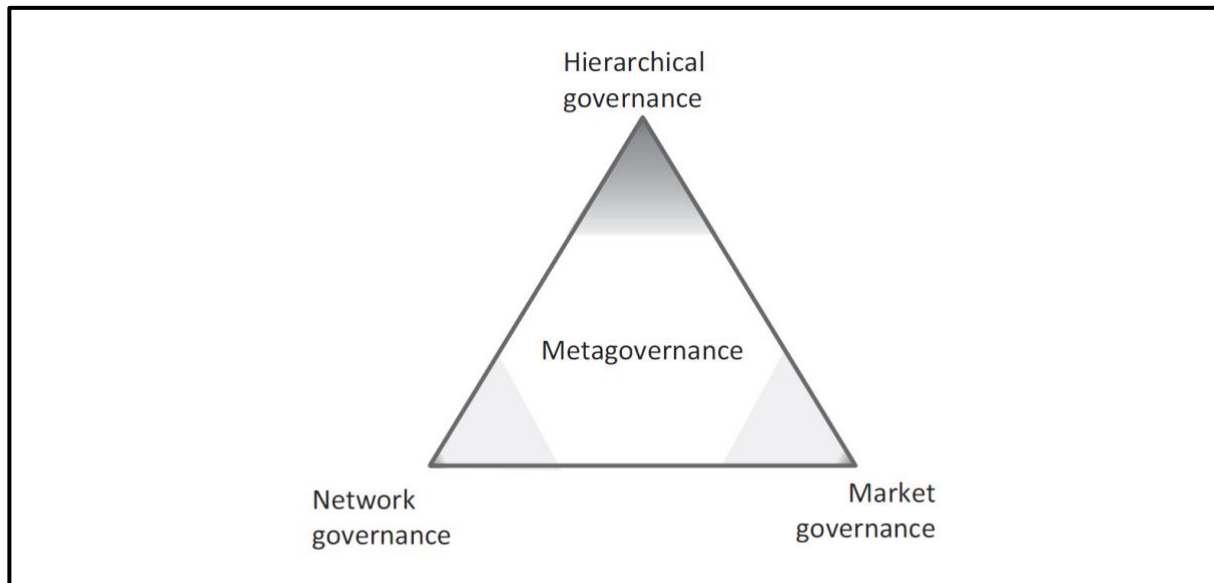 Hierarchical
governance
Metagovernance
Network
governance
Market
governance